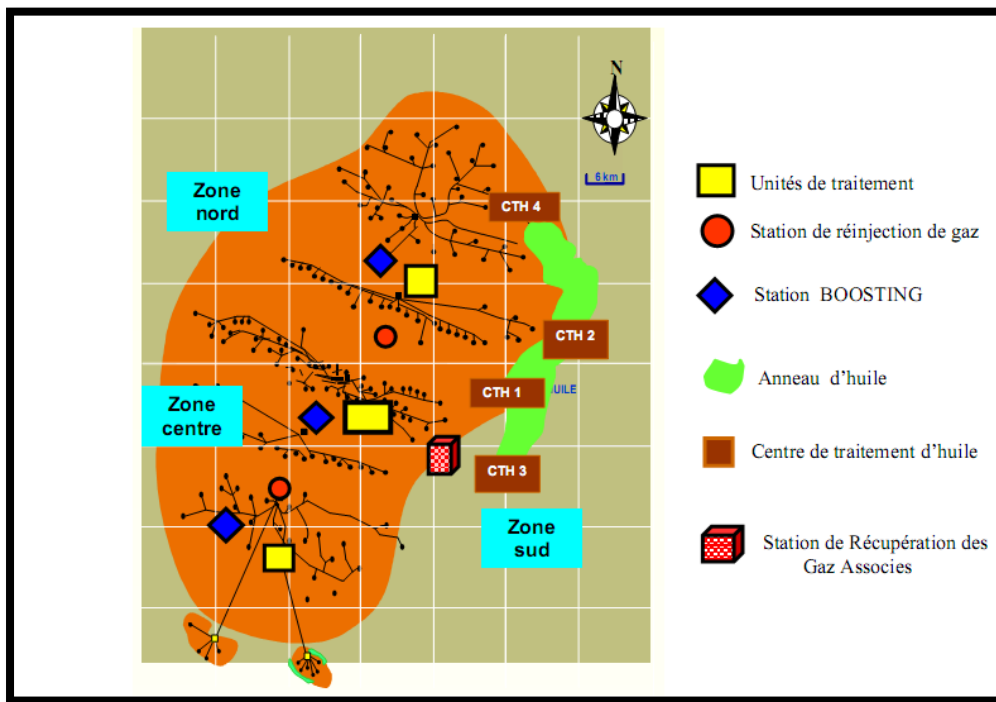 N
6 km
Zone
nord
CTH 4
CTH 2
CTH 1
UILE
Zone
centre
CTH 3
Zone
sud
Unités de traitement
Station de réinjection de gaz
Station BOOSTING
Anneau d'huile
Centre de traitement d'huile
Station de Récupération des
Gaz Associes